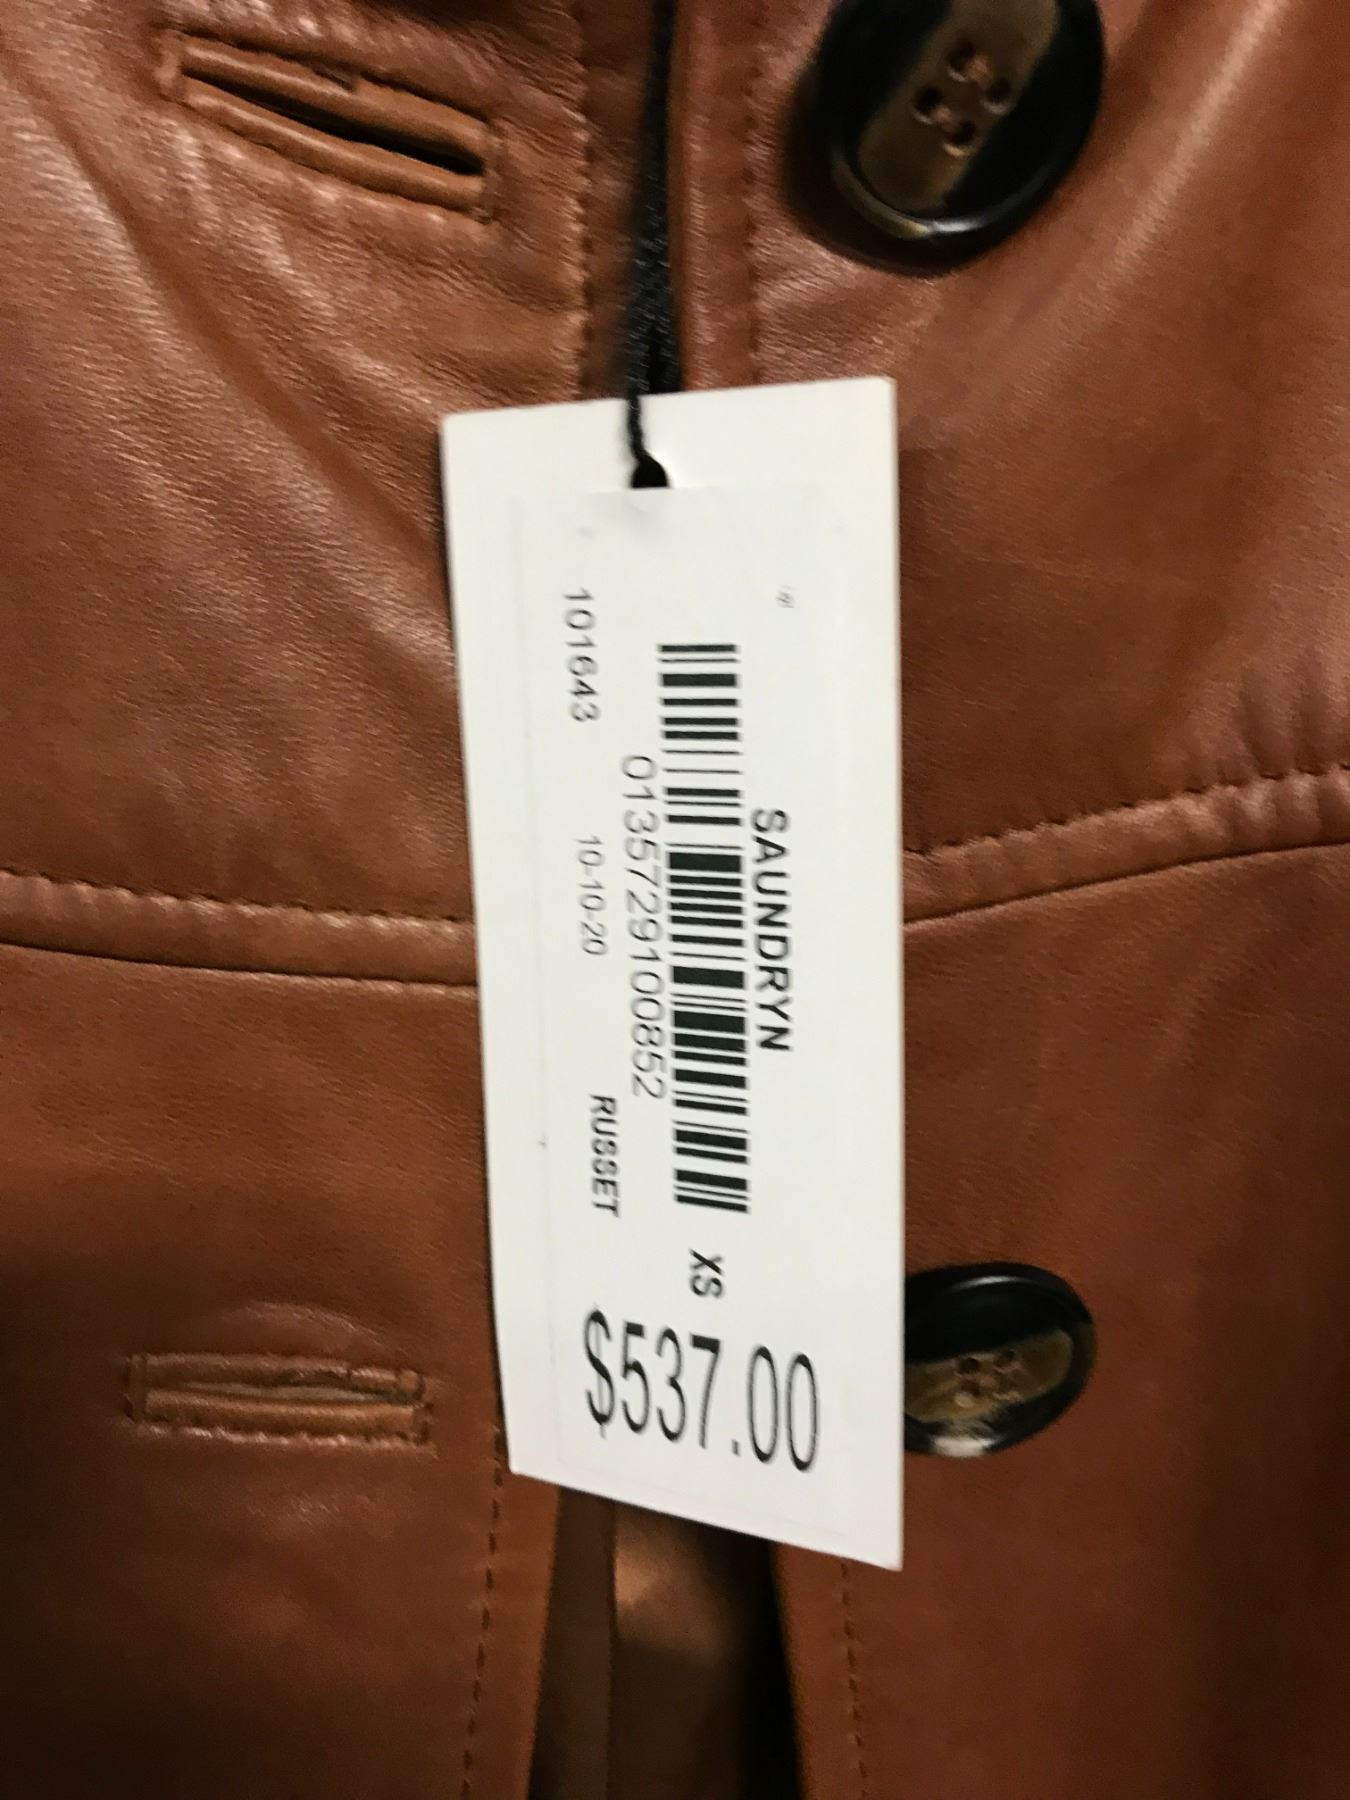 SAUNDRYN
0135729100852
XS
101643 10-10-20 RUSSET
$537.00